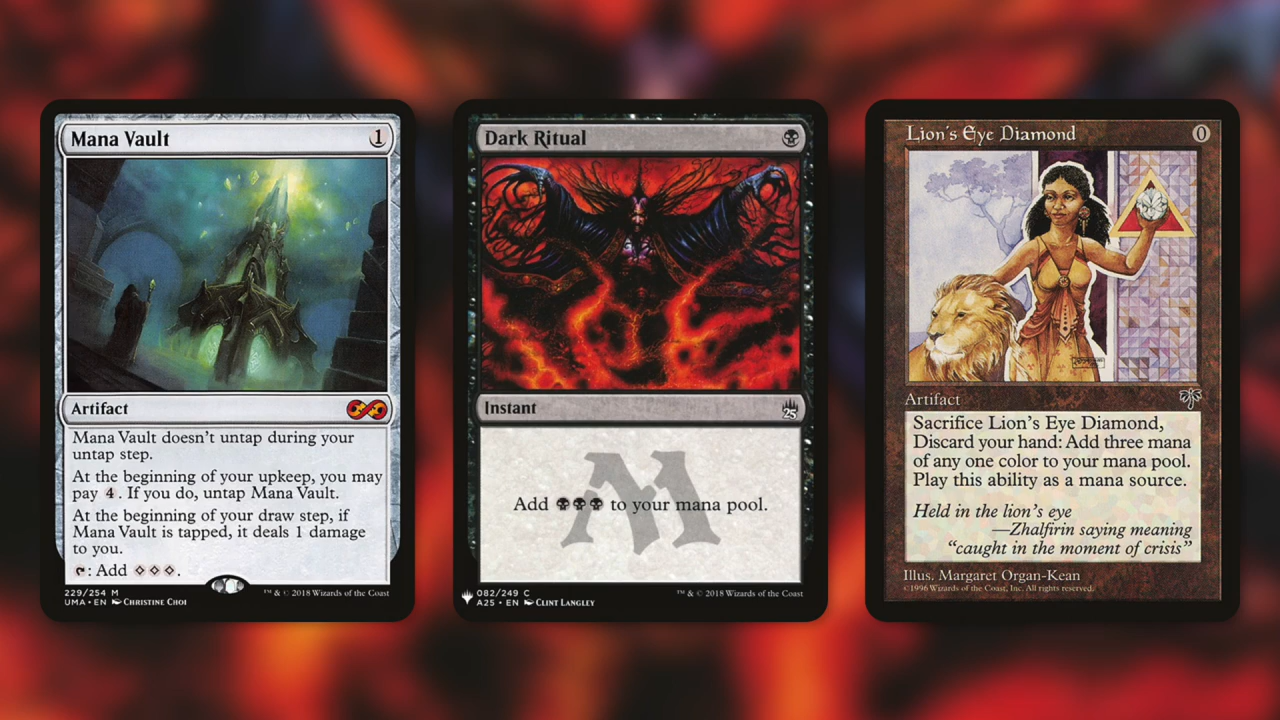 Mana Vault
1
Artifact
Mana Vault doesn't untap during your
untap step.
At the beginning of your upkeep, you may
pay 4. If you do, untap Mana Vault.
At the beginning of your draw step, if
Mana Vault is tapped, it deals 1 damage
to you.
: Add .
229/254 M
UMA • EN Christine Choi
™ & © 2018 Wizards of the Coast
Dark Ritual
Instant
25
M
Add to your mana pool.
082/249 C
A25 • EN Clint Langley
™ & © 2018 Wizards of the Coast
Lion's Eye Diamond
0
Artifact
Sacrifice Lion's Eye Diamond,
Discard your hand: Add three mana
of any one color to your mana pool.
Play this ability as a mana source.
Held in the lion's eye
—Zhalfirin saying meaning
"caught in the moment of crisis"
Illus. Margaret Organ-Kean
©1996 Wizards of the Coast, Inc. All rights reserved.